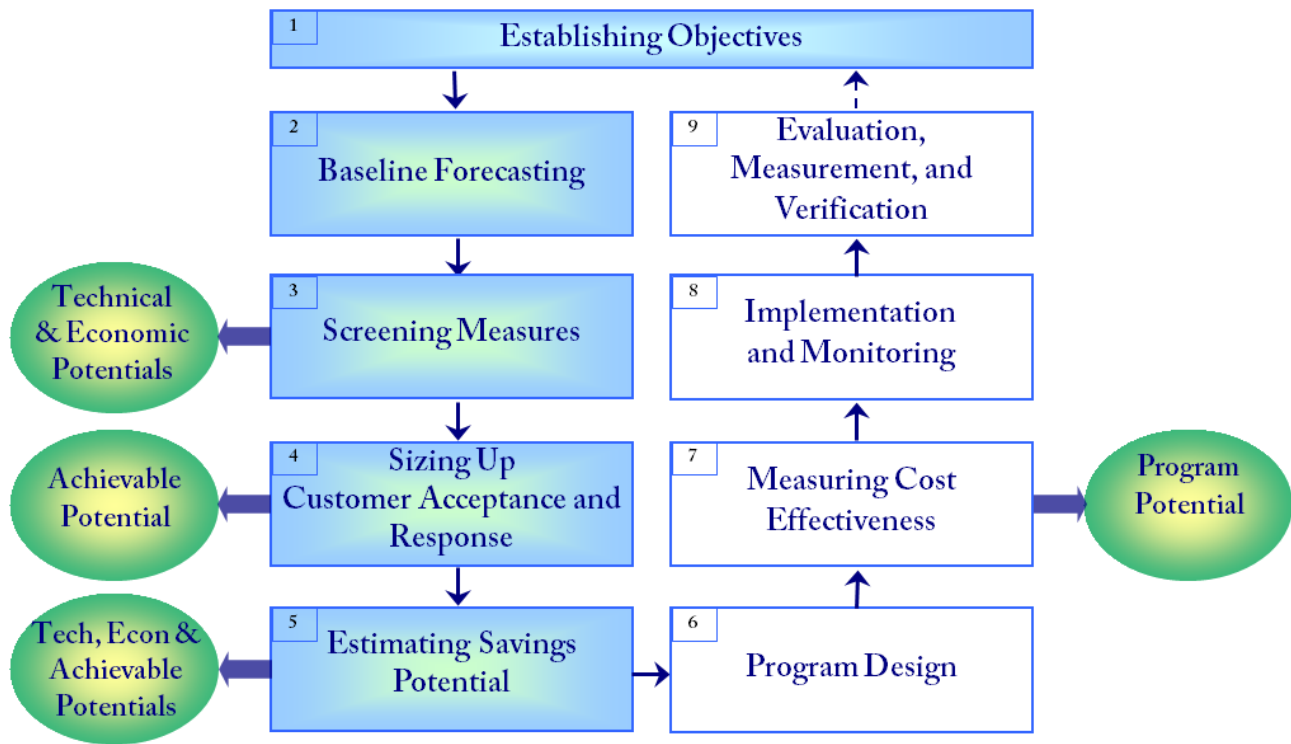 1
Establishing Objectives
2
Baseline Forecasting
3
Screening Measures
Technical
& Economic
Potentials
4
Sizing Up
Customer Acceptance and
Response
Achievable
Potential
5
Estimating Savings
Potential
Tech, Econ &
Achievable
Potentials
6
Program Design
7
Measuring Cost
Effectiveness
Program
Potential
8
Implementation
and Monitoring
9
Evaluation,
Measurement, and
Verification